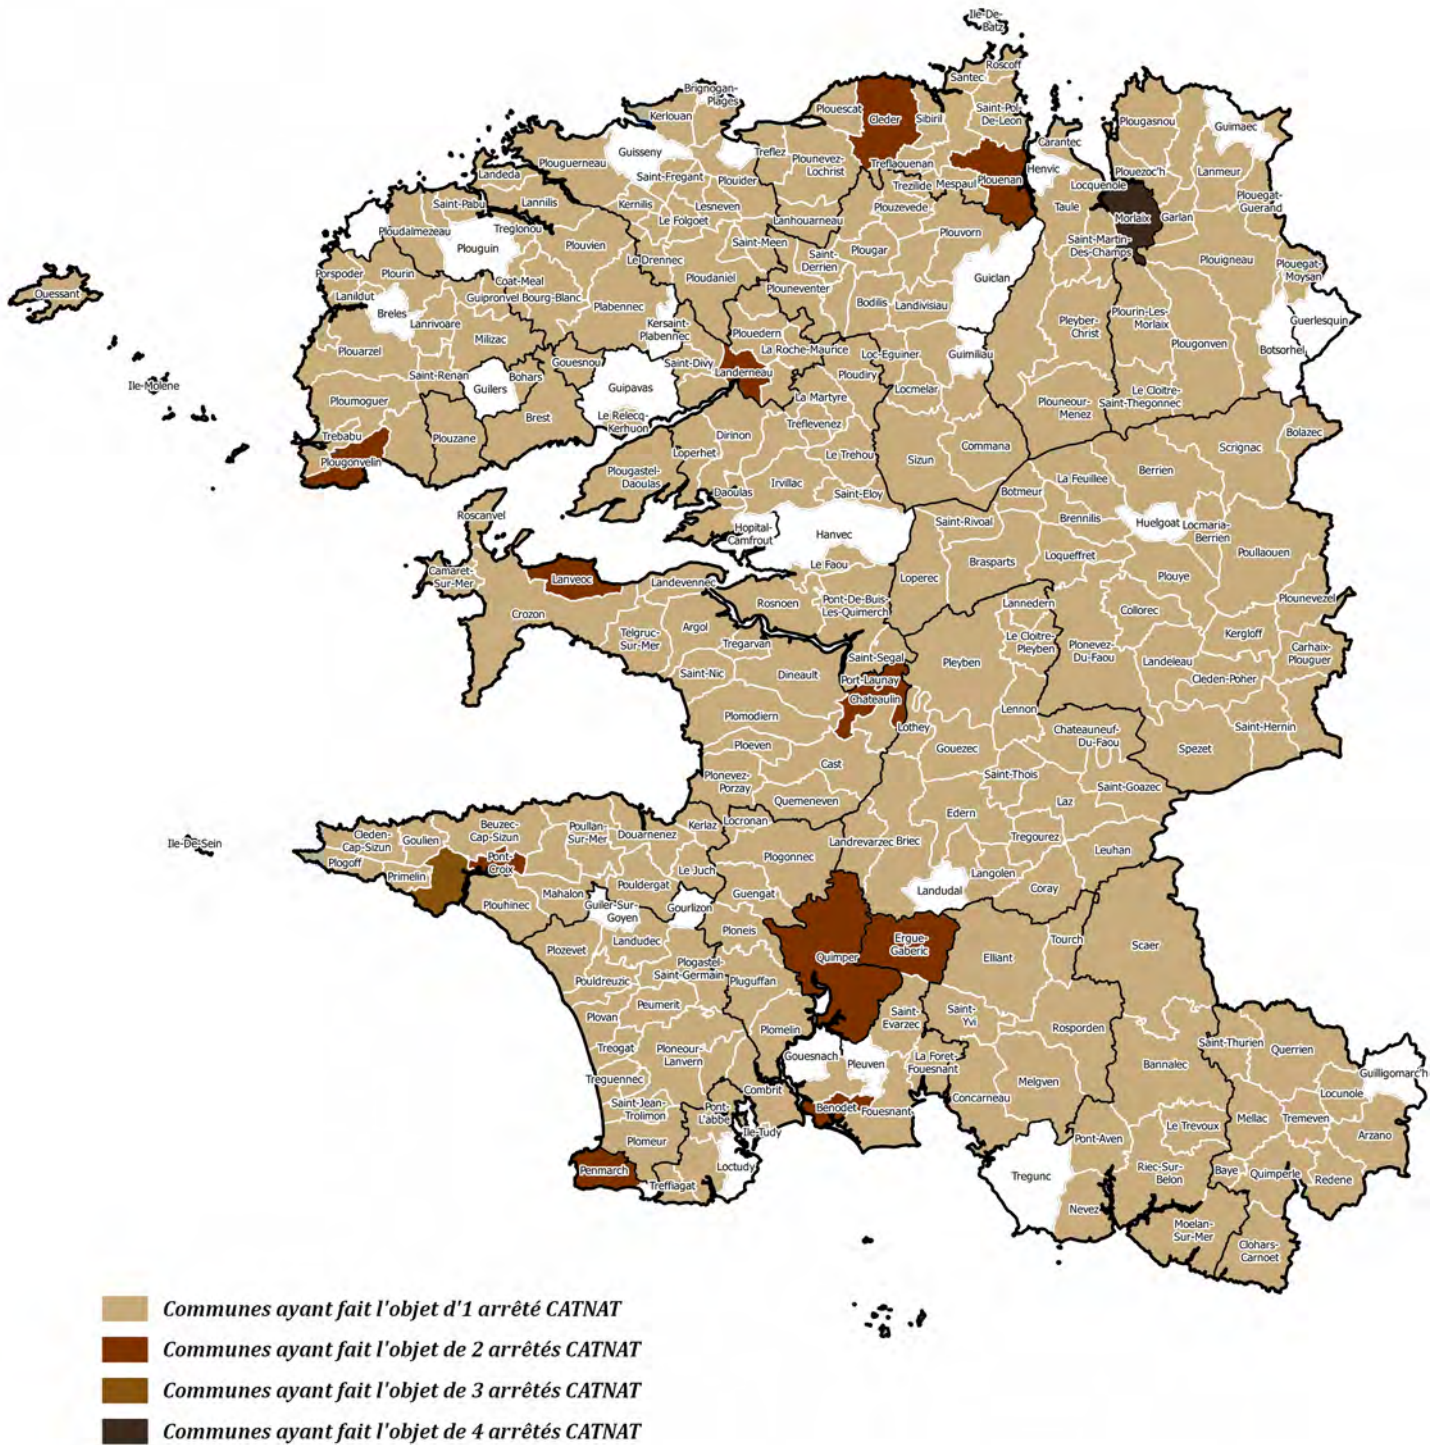 Ile-De-
Batz
Roscoff
Santec
Brignogan-
Plages
Plouescat
Kerlouan
Cleder
Sibiril
Saint-Pol-
De-Leon
Plougasnou
Guimaec
Carantec
Plouguerneau
Guisseny
Treflez
Plounevez-
Lochrist
Treflaouenan
Henvic
Plouezoc'h
Lanmeur
Landeda
Saint-Fregant
Plouider
Trezilide
Mespaul
Plouenan
Locquenole
Plouegat-
Guerand
Saint-Pabu
Lannilis
Kernilis
Lesneven
Le Folgoet
Lanhouarneau
Plouzevede
Taule
Morlaix
Garlan
Ploudalmezeau
Treglonou
Plouguin
Plouvien
Saint-Meen
Plougar
Plouvorn
Saint-Martin-
Des-Champs
Saint-
Derrien
Le Drennec
Plouigneau
Plouegat-
Moysan
Porspoder
Plourin
Coat-Meal
Ploudaniel
Plouneventer
Guiclan
Ouessant
Lanildut
Guipronvel
Bourg-Blanc
Plabennec
Bodilis
Landivisiau
Breles
Lanrivoare
Kersaint-
Plabennec
Plouedern
Pleyber-
Christ
Plourin-Les-
Morlaix
Guerlesquin
Milizac
Plougonven
Botsorhel
Plouarzel
Gouesnou
La Roche-Maurice
Loc-Eguiner
Guimiliau
Saint-Renan
Bohars
Saint-Divy
Landerneau
Ploudiry
Ile-Molene
Guilers
Guipavas
Locmelar
Le Cloitre-
Saint-Thegonnec
Ploumoguer
La Martyre
Plouneour-
Menez
Brest
Le Relecq-
Kerhuon
Treflevenez
Trebabu
Plouzane
Dirinon
Commana
Bolazec
Plougonvelin
Loperhet
Le Trehou
Sizun
Scrignac
Plougastel-
Daoulas
Irvillac
Berrien
La Feuillee
Daoulas
Saint-Eloy
Botmeur
Roscanvel
Hopital-
Camfrout
Hanvec
Saint-Rivoal
Brennilis
Huelgoat
Locmaria-
Berrien
Poullaouen
Camaret-
Sur-Mer
Lanveoc
Landevennec
Le Faou
Loperec
Brasparts
Loqueffret
Plouye
Crozon
Rosnoen
Pont-De-Buis-
Les-Quimerch
Lannedern
Collorec
Plounevezel
Telgruc-
Sur-Mer
Argol
Tregarvan
Le Cloitre-
Pleyben
Plonevez-
Du-Faou
Kergloff
Carhaix-
Plouguer
Saint-Nic
Dineault
Saint-Segal
Pleyben
Landeleau
Port-Launay
Chateaulin
Cleden-Poher
Plomodiern
Lothey
Lennon
Chateauneuf-
Du-Faou
Saint-Hernin
Ploeven
Gouezec
Spezet
Cast
Plonevez-
Porzay
Saint-Thois
Saint-Goazec
Quemeneven
Laz
Edern
Ile-De-Sein
Cleden-
Cap-Sizun
Goulien
Beuzec-
Cap-Sizun
Poullan-
Sur-Mer
Douarnenez
Kerlaz
Locronan
Landrevarzec
Briec
Tregourez
Leuhan
Plogoff
Primelin
Pont-
Croix
Le Juch
Plogonnec
Landudal
Langolen
Coray
Plouhinec
Mahalon
Pouldergat
Guengat
Guiler-Sur-
Goyen
Gourlizon
Ploneis
Plozevet
Landudec
Quimper
Ergue-
Gaberic
Elliant
Tourch
Scaer
Plogastel-
Saint-Germain
Pouldreuzic
Pluguffan
Peumerit
Plovan
Plomelin
Saint-
Evarzec
Saint-
Yvi
Rosporden
Treogat
Ploneour-
Lanvern
Gouesnach
Pleuven
La Foret-
Fouesnant
Bannalec
Saint-Thurien
Querrien
Guilligomarc'h
Treguennec
Combrit
Concarneau
Melgven
Locunole
Saint-Jean-
Trolimon
Pont-
L'abbe
Benodet
Fouesnant
Mellac
Tremeven
Plomeur
Ile-Tudy
Pont-Aven
Le Trevoux
Arzano
Penmarch
Loctudy
Treffiagat
Tregunc
Riec-Sur-
Belon
Baye
Quimperle
Redene
Nevez
Moelan-
Sur-Mer
Clohars-
Carnoet
Communes ayant fait l'objet d'1 arrêté CATNAT
Communes ayant fait l'objet de 2 arrêtés CATNAT
Communes ayant fait l'objet de 3 arrêtés CATNAT
Communes ayant fait l'objet de 4 arrêtés CATNAT